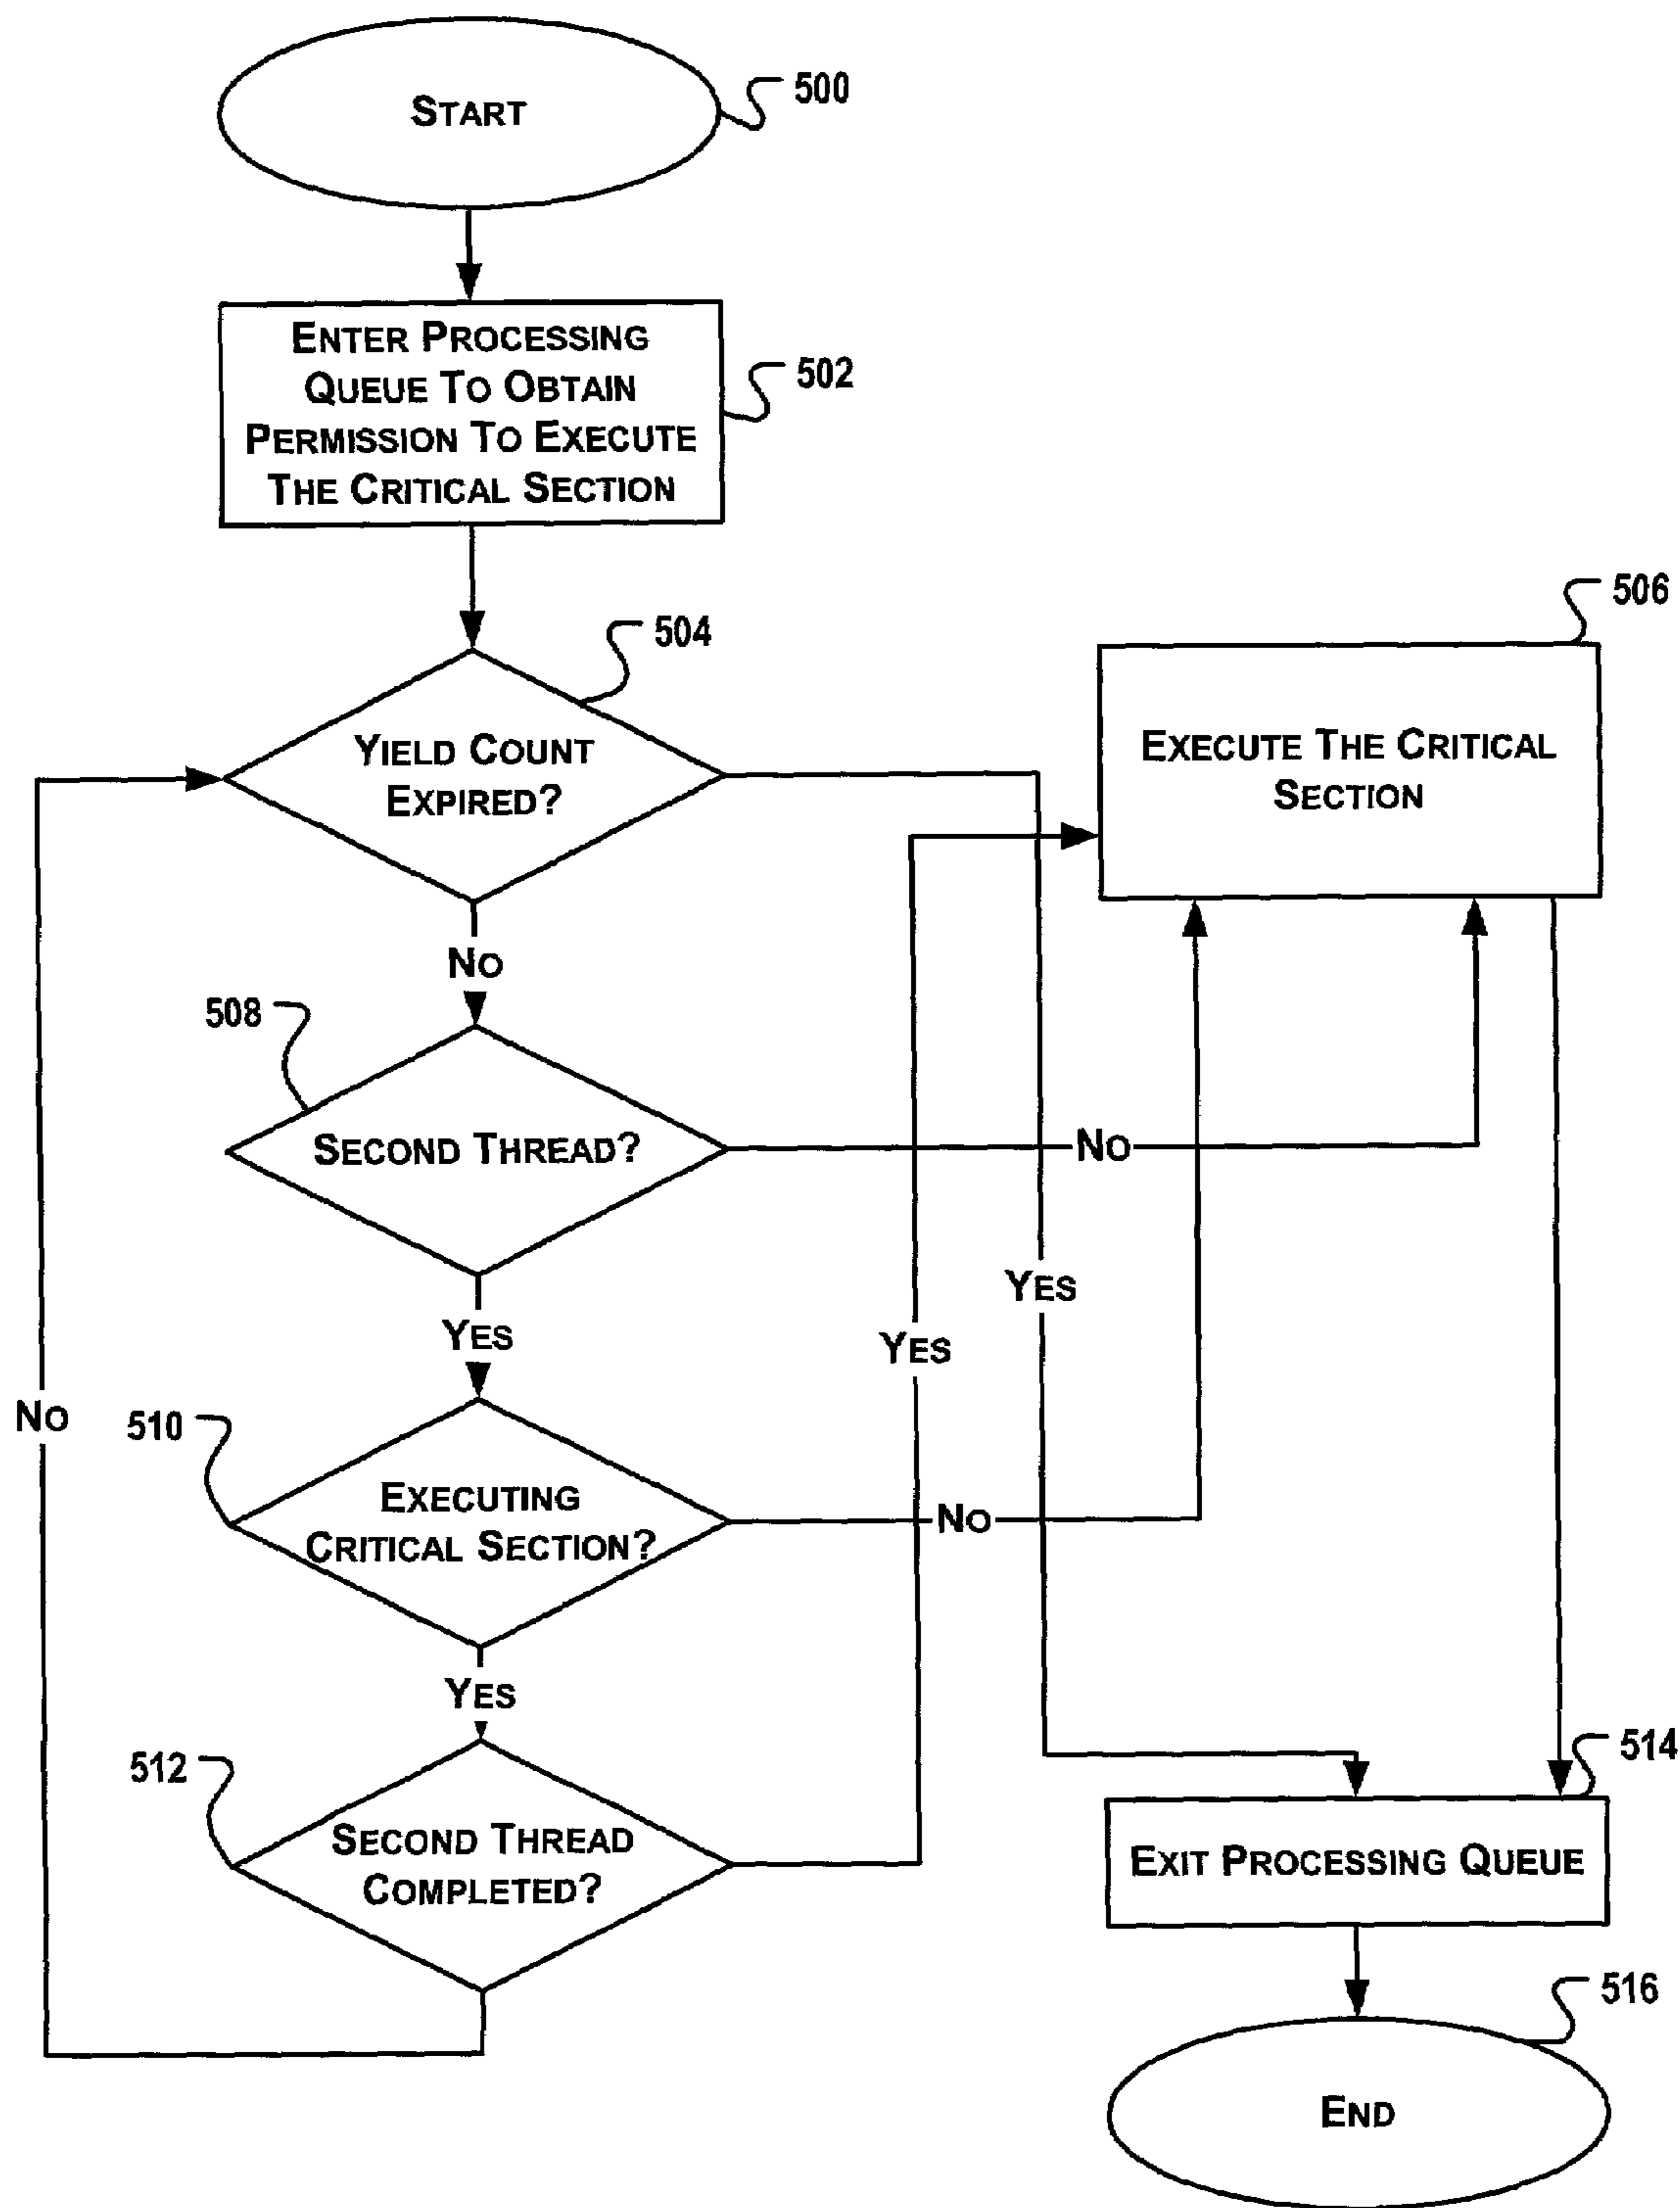 START
500
ENTER PROCESSING
QUEUE TO OBTAIN
PERMISSION TO EXECUTE
THE CRITICAL SECTION
502
504
YIELD COUNT
EXPIRED?
506
EXECUTE THE CRITICAL
SECTION
NO
508
SECOND THREAD?
NO
YES
YES
YES
NO
510
EXECUTING
CRITICAL SECTION?
NO
YES
512
SECOND THREAD
COMPLETED?
514
EXIT PROCESSING QUEUE
516
END